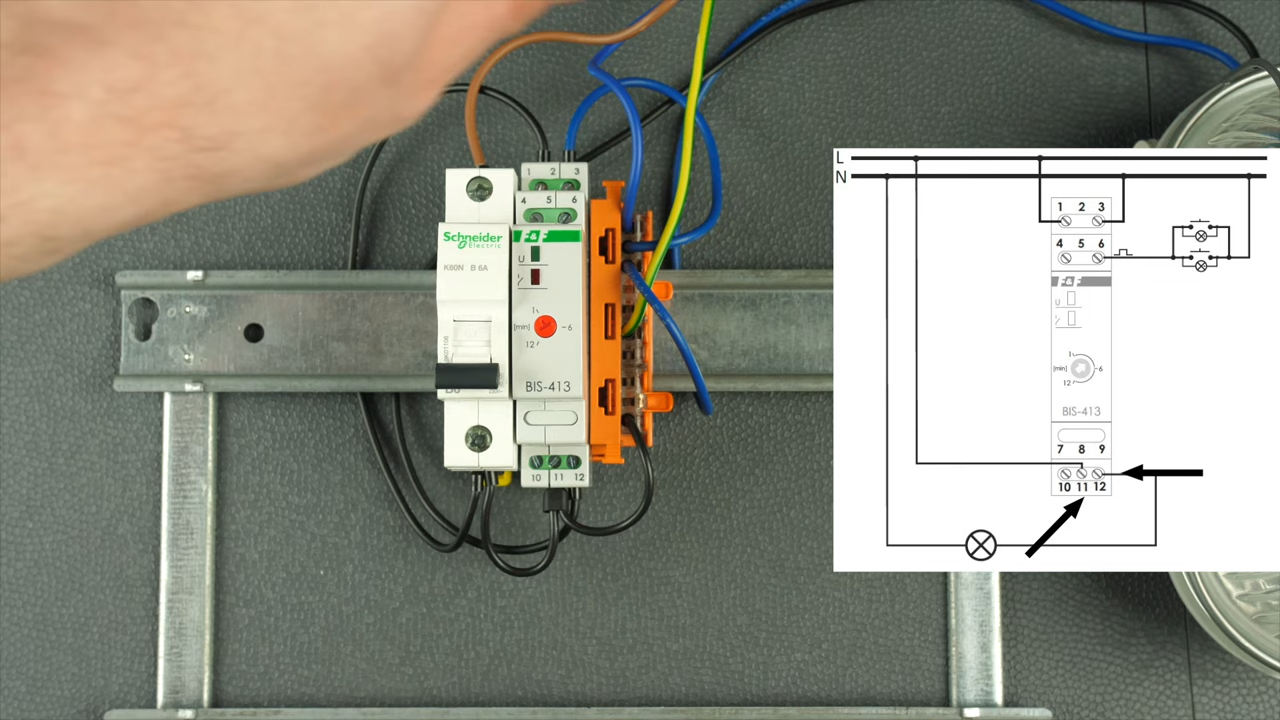 1 2 3
4 5 6
Schneider
Electric
K60N B 6A
F&F
U
1
[min] 6
12
BIS-413
10 11 12
L
N
1 2 3
4 5 6
F&F
U
1
[min] 6
12
BIS-413
7 8 9
10 11 12